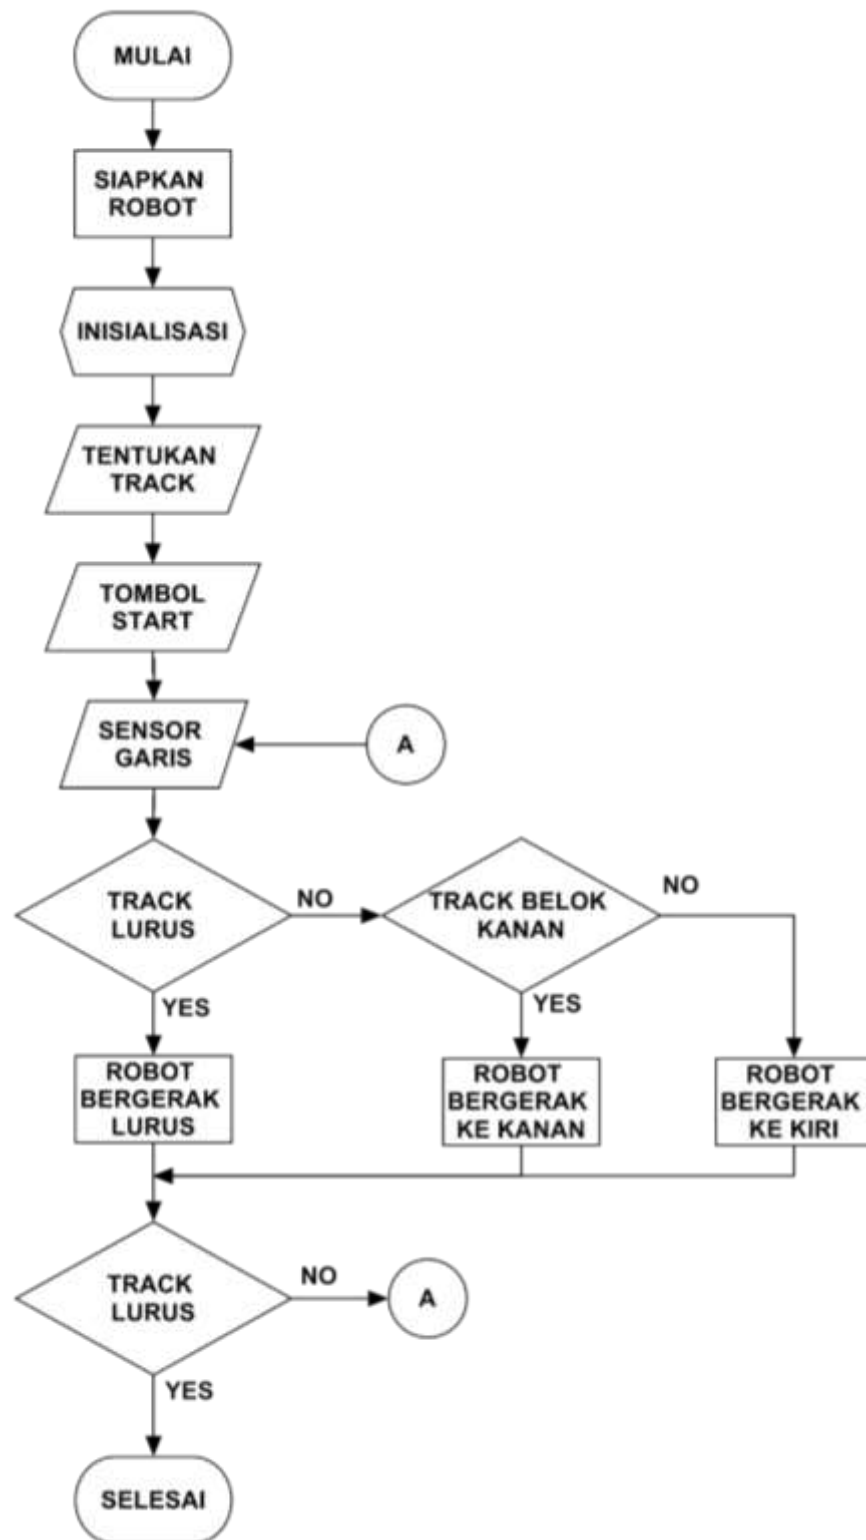 MULAI
SIAPKAN
ROBOT
INISIALISASI
TENTUKAN
TRACK
TOMBOL
START
SENSOR
GARIS
A
TRACK
LURUS
NO
TRACK BELOK
KANAN
NO
YES
YES
ROBOT
BERGERAK
LURUS
ROBOT
BERGERAK
KE KANAN
ROBOT
BERGERAK
KE KIRI
TRACK
LURUS
NO
A
YES
SELESAI